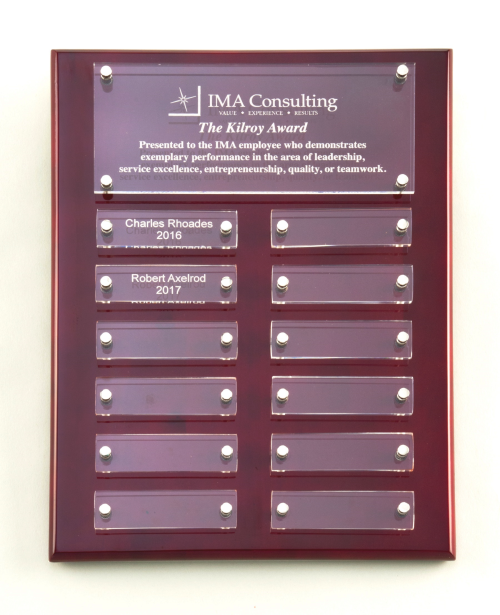 IMA Consulting
VALUE • EXPERIENCE • RESULTS
The Kilroy Award
Presented to the IMA employee who demonstrates
exemplary performance in the area of leadership,
service excellence, entrepreneurship, quality, or teamwork.
Charles Rhoades
2016
Robert Axelrod
2017